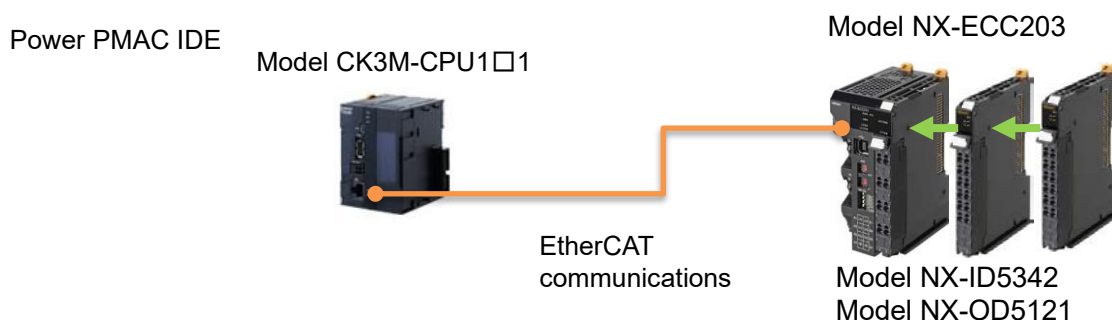 Power PMAC IDE
Model CK3M-CPU1□1
Model NX-ECC203
EtherCAT
communications
Model NX-ID5342
Model NX-OD5121